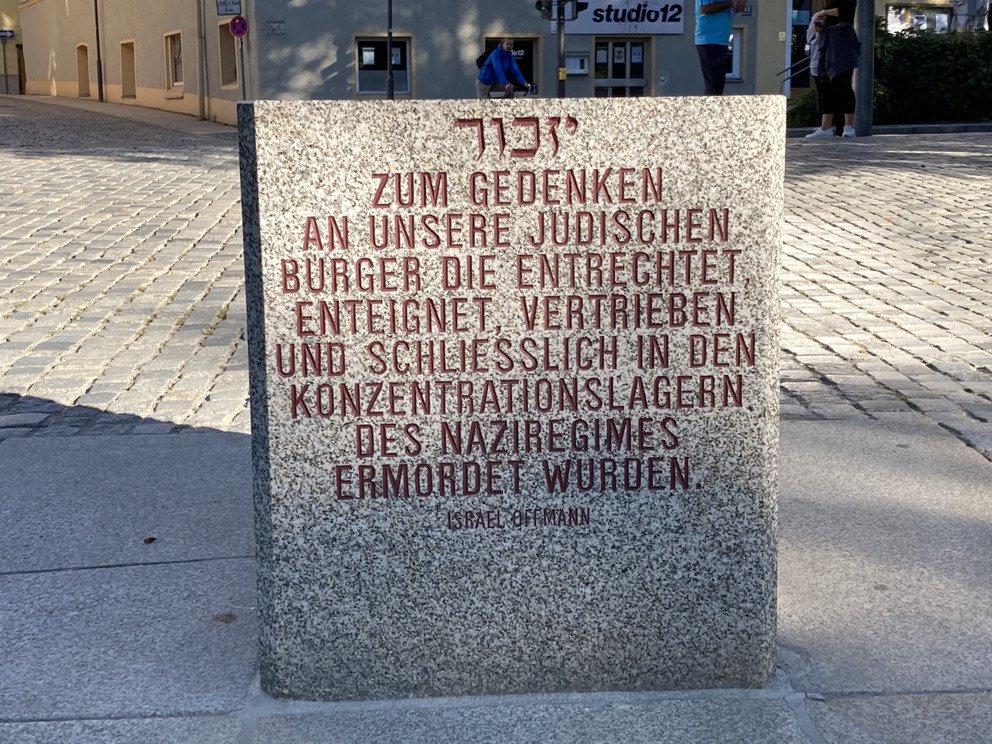 studio12
יזכור
ZUM GEDENKEN
AN UNSERE JÜDISCHEN
BÜRGER DIE ENTRECHTET,
ENTEIGNET, VERTRIEBEN
UND SCHLIESSLICH IN DEN
KONZENTRATIONSLAGERN
DES NAZIREGIMES
ERMORDET WURDEN.
ISRAEL OFFMANN